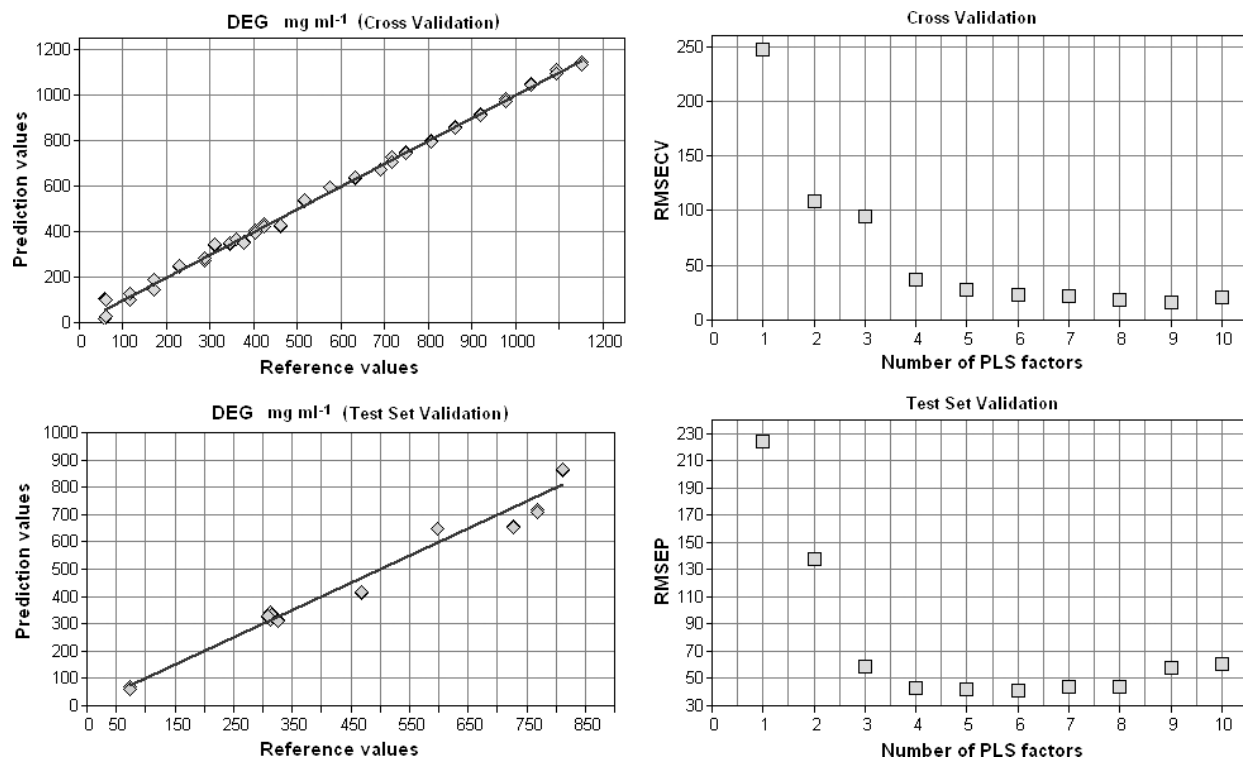 DEG mg ml-1 (Cross Validation)
1200
1000
800
600
400
200
0
Prediction values
0 100 200 300 400 500 600 700 800 900 1000 1200
Reference values
Cross Validation
250
200
150
100
50
0
RMSECV
0 1 2 3 4 5 6 7 8 9 10
Number of PLS factors
DEG mg ml-1 (Test Set Validation)
1000
900
800
700
600
500
400
300
200
100
0
Prediction values
0 50 150 250 350 450 550 650 750 850
Reference values
Test Set Validation
230
210
190
170
150
130
110
90
70
50
30
RMSEP
0 1 2 3 4 5 6 7 8 9 10
Number of PLS factors